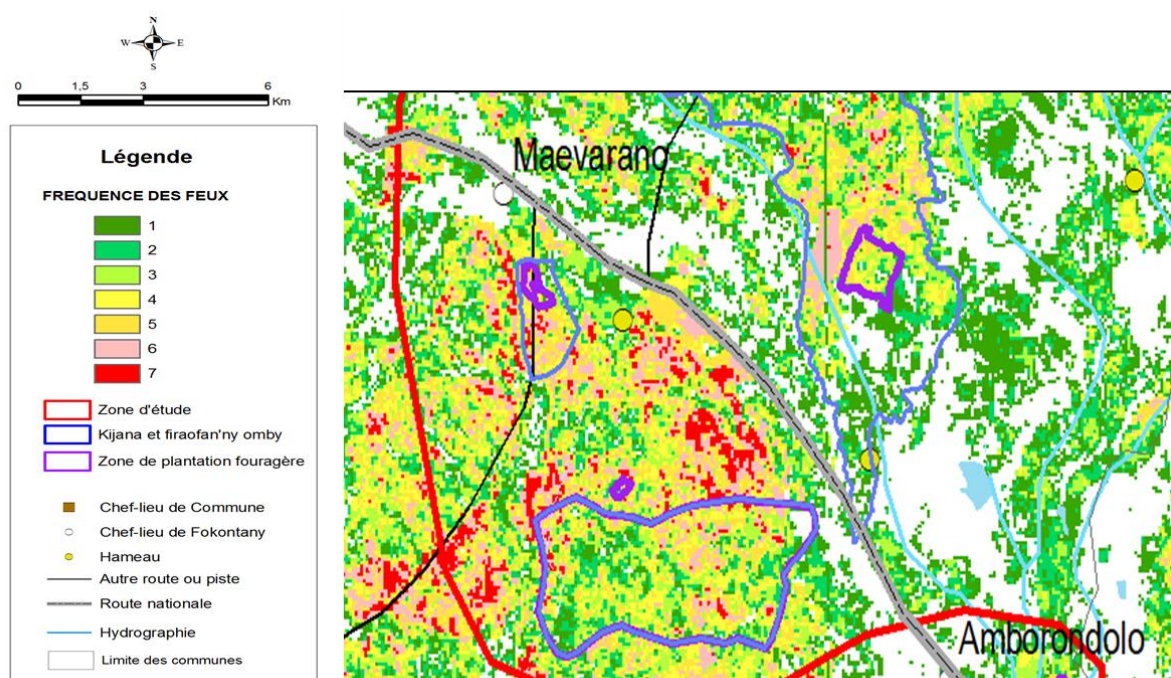 N
W E
S
0 1,5 3 6
Km
Légende
FREQUENCE DES FEUX
1
2
3
4
5
6
7
Zone d'étude
Kijana et firaofan'ny omby
Zone de plantation fouragère
Chef-lieu de Commune
Chef-lieu de Fokontany
Hameau
Autre route ou piste
Route nationale
Hydrographie
Limite des communes
Maevarano
Amborondolo